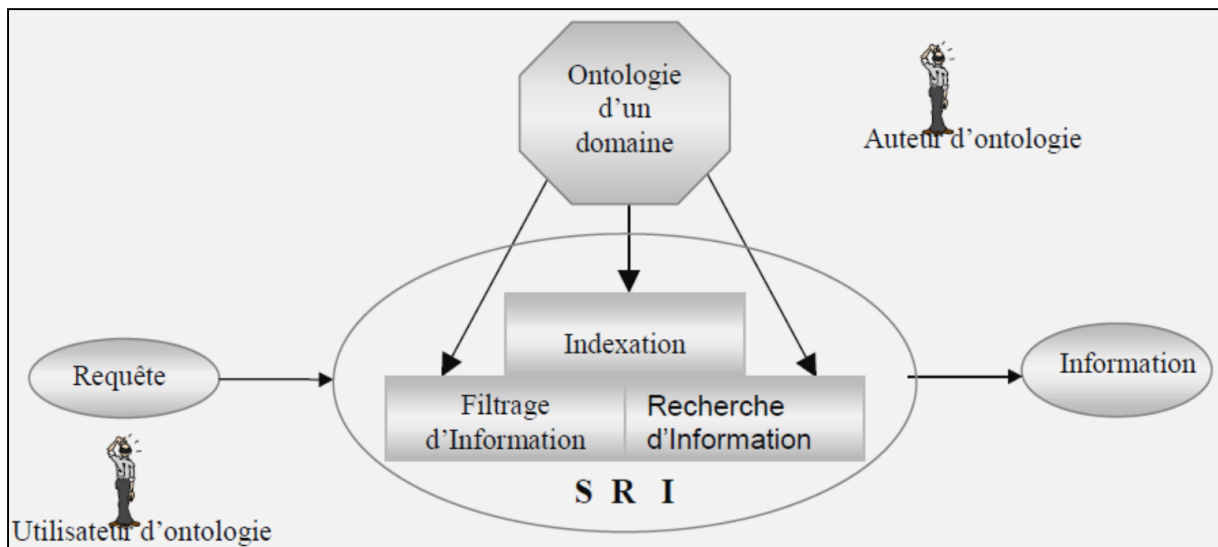 Ontologie
d'un
domaine
Auteur d'ontologie
Indexation
Requête
Information
Filtrage
d'Information
Recherche
d'Information
S R I
Utilisateur d'ontologie